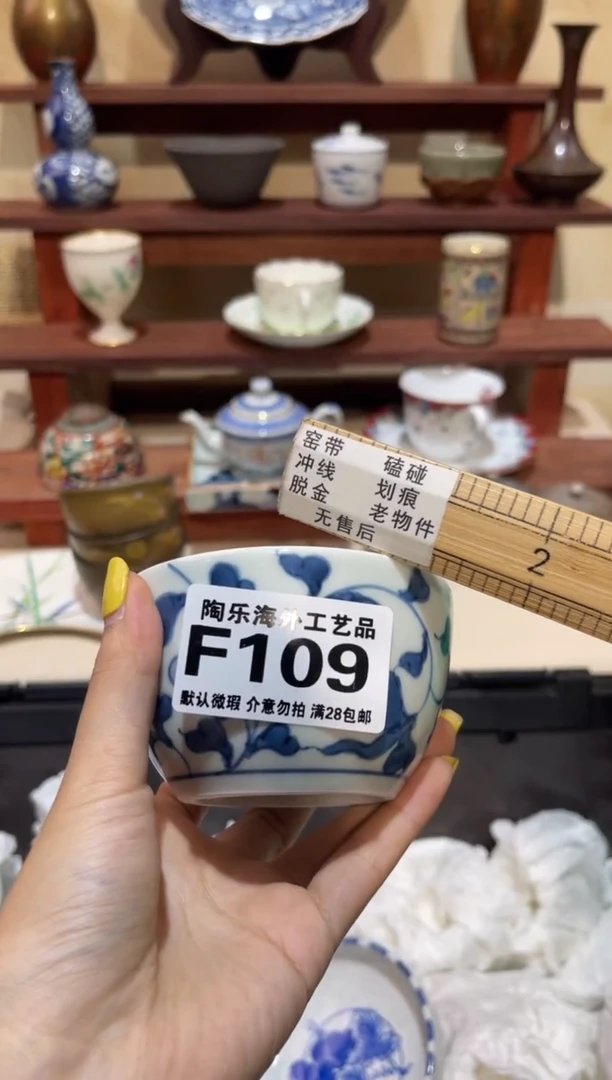 窑带 磕碰
冲线 划痕
脱金 老物件
无售后
2
陶乐海外工艺品
F109
默认微瑕 介意勿拍 满28包邮